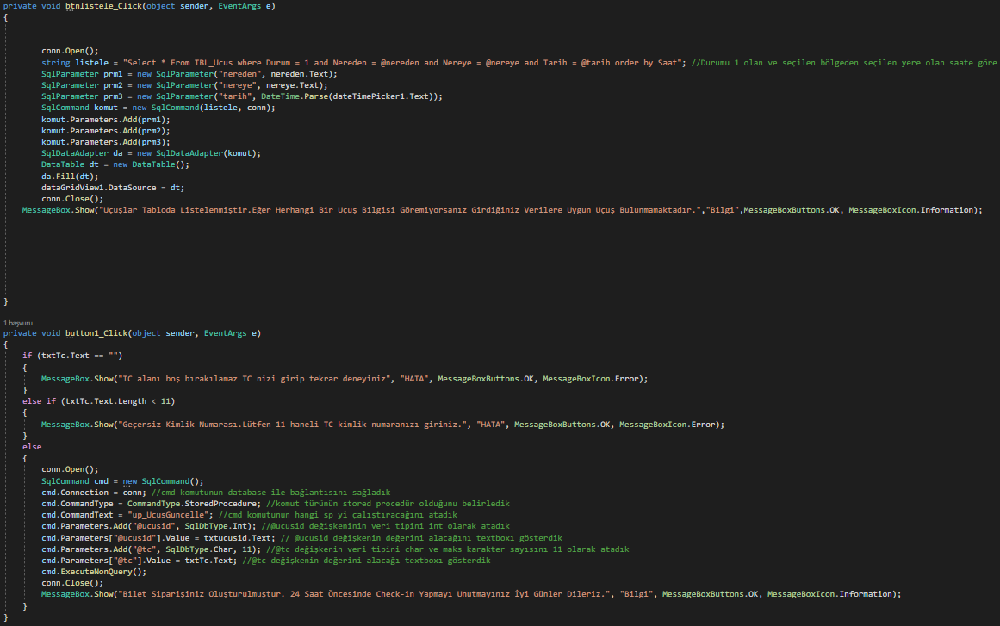 private void btnlistele_Click(object sender, EventArgs e)
{
conn.Open();
string listele = "Select * From TBL_Ucus where Durum = 1 and Nereden = @nereden and Nereye = @nereye and Tarih = @tarih order by Saat"; //Durumu 1 olan ve seçilen bölgeden seçilen yere olan saate göre
SqlParameter prm1 = new SqlParameter("nereden", nereden.Text);
SqlParameter prm2 = new SqlParameter("nereye", nereye.Text);
SqlParameter prm3 = new SqlParameter("tarih", DateTime.Parse(dateTimePicker1.Text));
SqlCommand komut = new SqlCommand(listele, conn);
komut.Parameters.Add(prm1);
komut.Parameters.Add(prm2);
komut.Parameters.Add(prm3);
SqlDataAdapter da = new SqlDataAdapter(komut);
DataTable dt = new DataTable();
da.Fill(dt);
dataGridView1.DataSource = dt;
conn.Close();
MessageBox.Show("Uçuşlar Tabloda Listelenmiştir.Eğer Herhangi Bir Uçuş Bilgisi Göremiyorsanız Girdiğiniz Verilere Uygun Uçuş Bulunmamaktadır.","Bilgi",MessageBoxButtons.OK, MessageBoxIcon.Information);
}
1 başvuru
private void button1_Click(object sender, EventArgs e)
{
if (txtTc.Text == "")
{
MessageBox.Show("TC alanı boş bırakılamaz TC nizi girip tekrar deneyiniz", "HATA", MessageBoxButtons.OK, MessageBoxIcon.Error);
}
else if (txtTc.Text.Length < 11)
{
MessageBox.Show("Geçersiz Kimlik Numarası.Lütfen 11 haneli TC kimlik numaranızı giriniz.", "HATA", MessageBoxButtons.OK, MessageBoxIcon.Error);
}
else
{
conn.Open();
SqlCommand cmd = new SqlCommand();
cmd.Connection = conn; //cmd komutunun database ile bağlantısını sağladık
cmd.CommandType = CommandType.StoredProcedure; //komut türünün stored procedür olduğunu belirledik
cmd.CommandText = "up_UcusGuncelle"; //cmd komutunun hangi sp yi çalıştıracağını atadık
cmd.Parameters.Add("@ucusid", SqlDbType.Int); //@ucusid değişkeninin veri tipini int olarak atadık
cmd.Parameters["@ucusid"].Value = txtucusid.Text; // @ucusid değişkenin değerini alacağını textboxı gösterdik
cmd.Parameters.Add("@tc", SqlDbType.Char, 11); //@tc değişkenin veri tipini char ve maks karakter sayısını 11 olarak atadık
cmd.Parameters["@tc"].Value = txtTc.Text; //@tc değişkenin değerini alacağı textboxı gösterdik
cmd.ExecuteNonQuery();
conn.Close();
MessageBox.Show("Bilet Siparişiniz Oluşturulmuştur. 24 Saat Öncesinde Check-in Yapmayı Unutmayınız İyi Günler Dileriz.", "Bilgi", MessageBoxButtons.OK, MessageBoxIcon.Information);
}
}